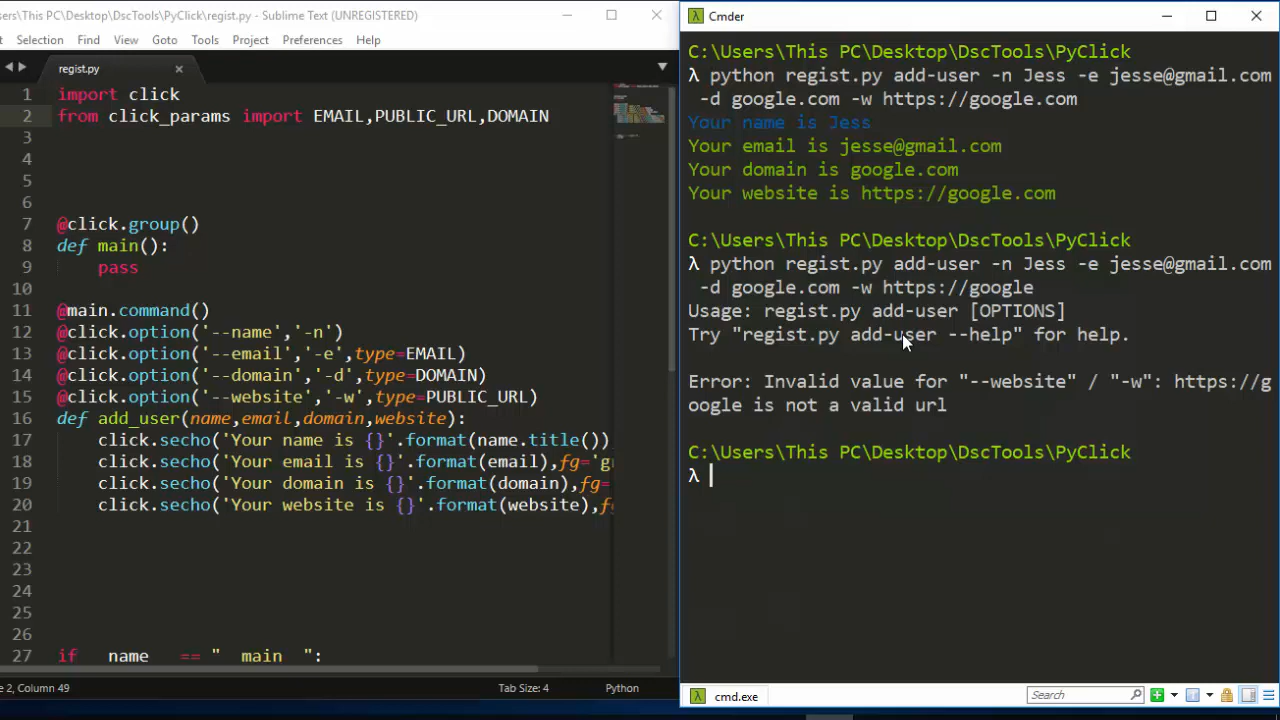 ers\This PC\Desktop\DscTools\PyClick\regist.py - Sublime Text (UNREGISTERED)
t Selection Find View Goto Tools Project Preferences Help
regist.py
1 import click
2 from click_params import EMAIL,PUBLIC_URL,DOMAIN
3
4
5
6
7 @click.group()
8 def main():
9 pass
10
11 @main.command()
12 @click.option('--name','-n')
13 @click.option('--email','-e',type=EMAIL)
14 @click.option('--domain','-d',type=DOMAIN)
15 @click.option('--website','-w',type=PUBLIC_URL)
16 def add_user(name,email,domain,website):
17 click.secho('Your name is {}'.format(name.title())
18 click.secho('Your email is {}'.format(email),fg='g
19 click.secho('Your domain is {}'.format(domain),fg=
20 click.secho('Your website is {}'.format(website),f
21
22
23
24
25
26
27 if name == " main ":
e 2, Column 49
Tab Size: 4
Python
λ Cmder
C:\Users\This PC\Desktop\DscTools\PyClick
λ python regist.py add-user -n Jess -e jesse@gmail.com
-d google.com -w https://google.com
Your name is Jess
Your email is jesse@gmail.com
Your domain is google.com
Your website is https://google.com
C:\Users\This PC\Desktop\DscTools\PyClick
λ python regist.py add-user -n Jess -e jesse@gmail.com
-d google.com -w https://google
Usage: regist.py add-user [OPTIONS]
Try "regist.py add-user --help" for help.
Error: Invalid value for "--website" / "-w": https://g
oogle is not a valid url
C:\Users\This PC\Desktop\DscTools\PyClick
λ
λ cmd.exe
Search